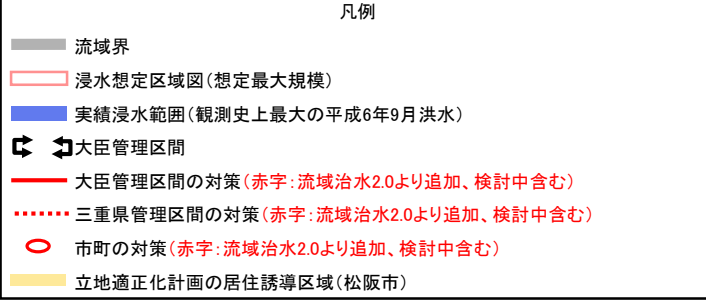 凡例
流域界
浸水想定区域図(想定最大規模)
実績浸水範囲(観測史上最大の平成6年9月洪水)
大臣管理区間
大臣管理区間の対策(赤字:流域治水2.0より追加、検討中含む)
三重県管理区間の対策(赤字:流域治水2.0より追加、検討中含む)
市町の対策(赤字:流域治水2.0より追加、検討中含む)
立地適正化計画の居住誘導区域(松阪市)